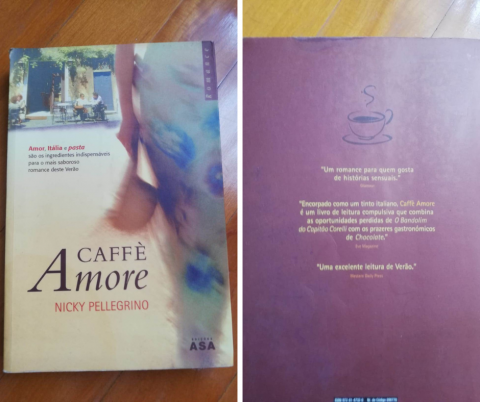 romance
Amor, Itália e pasta
são os ingredientes indispensáveis
para o mais saboroso
romance deste Verão
CAFFÈ
Amore
NICKY PELLEGRINO
EDIÇÕES
ASA
"Um romance para quem gosta
de histórias sensuais."
"Encorpado como um tinto italiano, Caffè Amore
é um livro de leitura compulsiva que combina
as oportunidades perdidas de O Bandolim
do Capitão Corelli com os prazeres gastronómicos
de Chocolate."
"Uma excelente leitura de Verão."